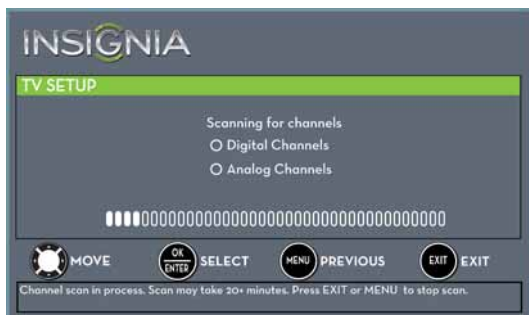 INSIGNIA
TV SETUP
Scanning for channels
Digital Channels
Analog Channels
MOVE OK ENTER SELECT MENU PREVIOUS EXIT EXIT
Channel scan in process. Scan may take 20+ minutes. Press EXIT or MENU to stop scan.